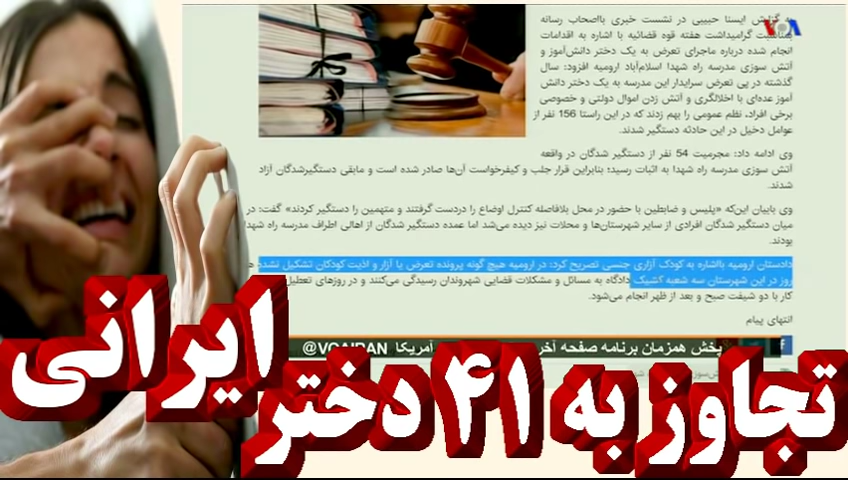 VOA
به گزارش ایسنا حبیبی در نشست خبری بااصحاب رسانه
بمناسبت گرامیداشت هفته قوه قضائیه با اشاره به اقدامات
انجام شده درباره ماجرای تعرض به یک دختر دانش‌آموز و
آتش سوزی مدرسه راه شهدا اسلام‌آباد ارومیه افزود: سال
گذشته در پی تعرض سرایدار این مدرسه به یک دختر دانش
آموز عده‌ای با اخلالگری و آتش زدن اموال دولتی و خصوصی
برخی افراد، نظم عمومی را بهم زدند که در این راستا 156 نفر از
عوامل دخیل در این حادثه دستگیر شدند.
وی ادامه داد: مجرمیت 54 نفر از دستگیر شدگان در واقعه
آتش سوزی مدرسه راه شهدا به اثبات رسید؛ بنابراین قرار جلب و کیفرخواست آن‌ها صادر شده است و مابقی دستگیرشدگان آزاد
شدند.
وی بابیان این‌که «پلیس و ضابطین با حضور در محل بلافاصله کنترل اوضاع را دردست گرفتند و متهمین را دستگیر کردند» گفت: در
میان دستگیر شدگان افرادی از سایر شهرستان‌ها و محلات نیز دیده می‌شد اما عمده دستگیر شدگان از اهالی اطراف مدرسه راه شهدا
بودند.
دادستان ارومیه بااشاره به کودک آزاری جنسی تصریح کرد: در ارومیه هیچ گونه پرونده تعرض یا آزار و اذیت کودکان تشکیل نشده
روز در این شهرستان سه شعبه کشیک دادگاه به مسائل و مشکلات قضایی شهروندان رسیدگی می‌کنند و در روزهای تعطیل
کار با دو شیفت صبح و بعد از ظهر انجام می‌شود.
انتهای پیام
پخش همزمان برنامه صفحه آخر آمریکا @VOAIRAN
تجاوز به ۴۱ دختر ایرانی